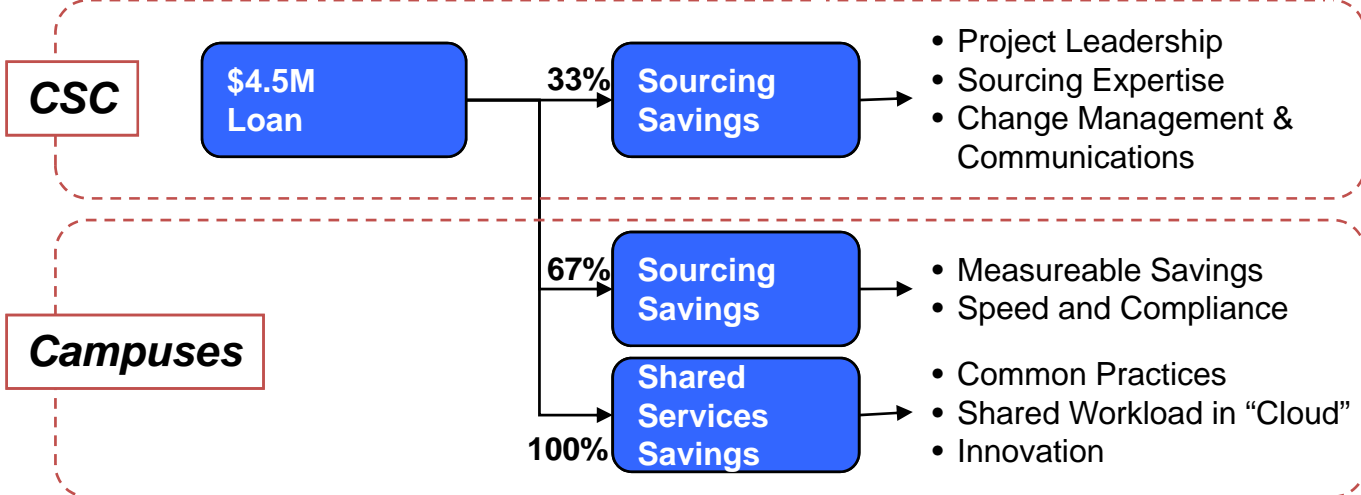 CSC
$4.5M
Loan
33%
Sourcing
Savings
• Project Leadership
• Sourcing Expertise
• Change Management &
Communications
Campuses
67%
Sourcing
Savings
• Measureable Savings
• Speed and Compliance
100%
Shared
Services
Savings
• Common Practices
• Shared Workload in “Cloud”
• Innovation